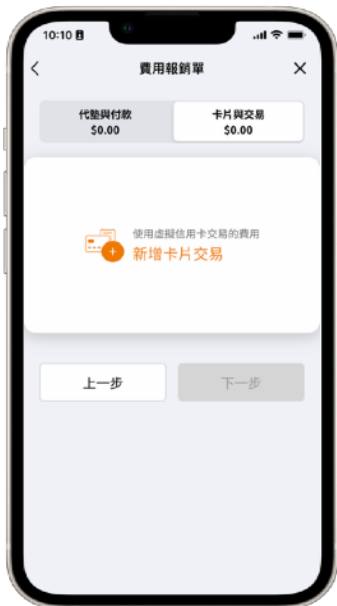 10:10
費用報銷單
代墊與付款
$0.00
卡片與交易
$0.00
使用虛擬信用卡交易的費用
新增卡片交易
上一步
下一步